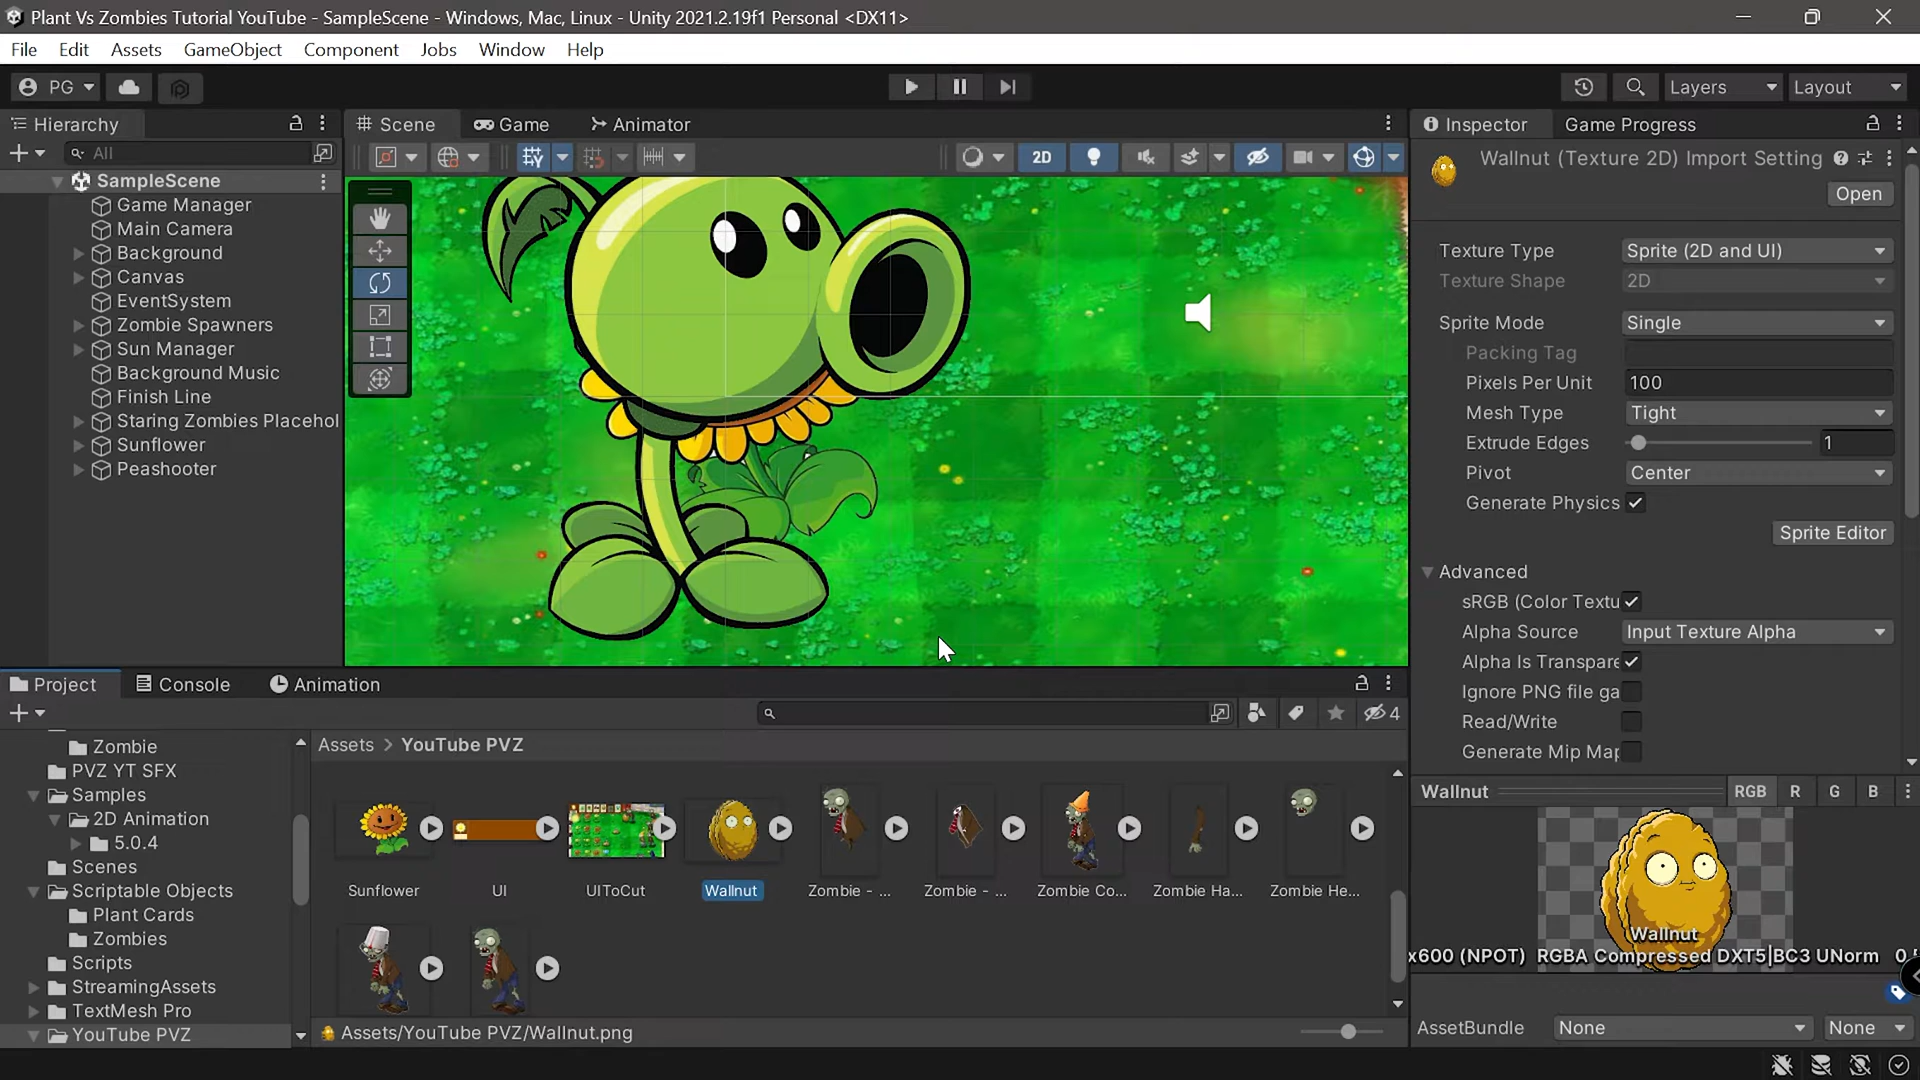 Plant Vs Zombies Tutorial YouTube - SampleScene - Windows, Mac, Linux - Unity 2021.2.19f1 Personal <DX11>
File Edit Assets GameObject Component Jobs Window Help
PG Layers Layout
Hierarchy
All
SampleScene
Game Manager
Main Camera
Background
Canvas
EventSystem
Zombie Spawners
Sun Manager
Background Music
Finish Line
Staring Zombies Placehol
Sunflower
Peashooter
Scene Game Animator
2D
Inspector Game Progress
Wallnut (Texture 2D) Import Setting
Open
Texture Type Sprite (2D and UI)
Texture Shape 2D
Sprite Mode Single
Packing Tag
Pixels Per Unit 100
Mesh Type Tight
Extrude Edges 1
Pivot Center
Generate Physics
Sprite Editor
Advanced
sRGB (Color Textu
Alpha Source Input Texture Alpha
Alpha Is Transpare
Ignore PNG file ga
Read/Write
Generate Mip Map
Project Console Animation
4
Zombie
PVZ YT SFX
Samples
2D Animation
5.0.4
Scenes
Scriptable Objects
Plant Cards
Zombies
Scripts
StreamingAssets
TextMesh Pro
YouTube PVZ
Assets > YouTube PVZ
Sunflower UI UIToCut Wallnut Zombie - ... Zombie - ... Zombie Co... Zombie Ha... Zombie He...
Assets/YouTube PVZ/Wallnut.png
Wallnut RGB R G B
Wallnut
x600 (NPOT) RGBA Compressed DXT5|BC3 UNorm 0
AssetBundle None None